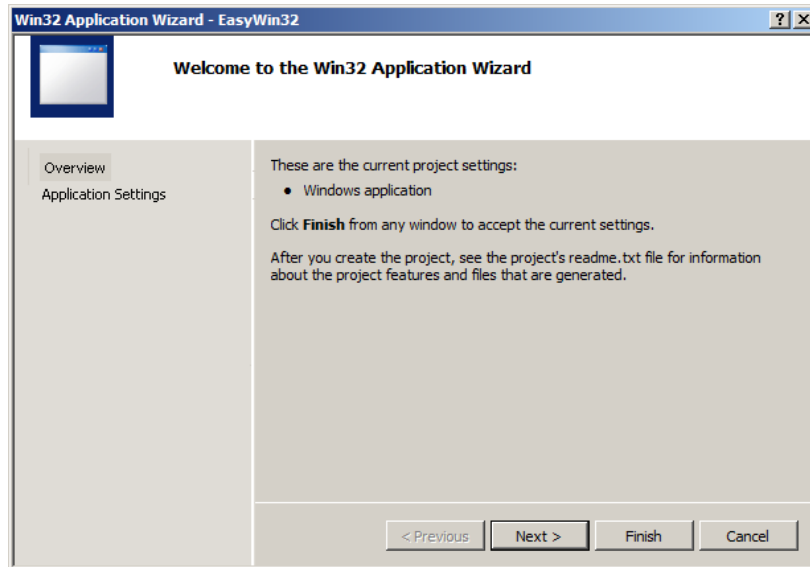 Win32 Application Wizard - EasyWin32
? X
Welcome to the Win32 Application Wizard
Overview
Application Settings
These are the current project settings:
• Windows application
Click Finish from any window to accept the current settings.
After you create the project, see the project's readme.txt file for information
about the project features and files that are generated.
< Previous
Next >
Finish
Cancel